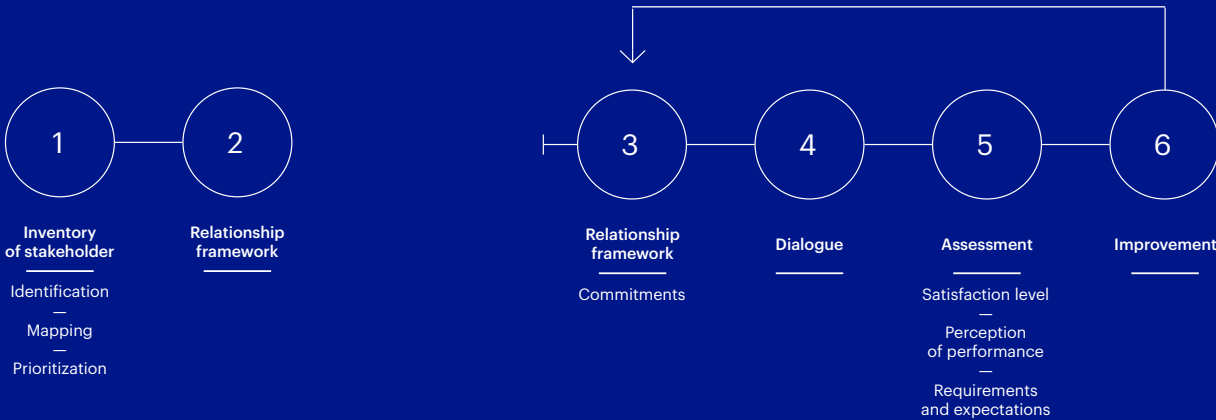 1
2
3
4
5
6
Inventory
of stakeholder
Identification
—
Mapping
—
Prioritization
Relationship
framework
Relationship
framework
Commitments
Dialogue
Assessment
Satisfaction level
—
Perception
of performance
—
Requirements
and expectations
Improvement